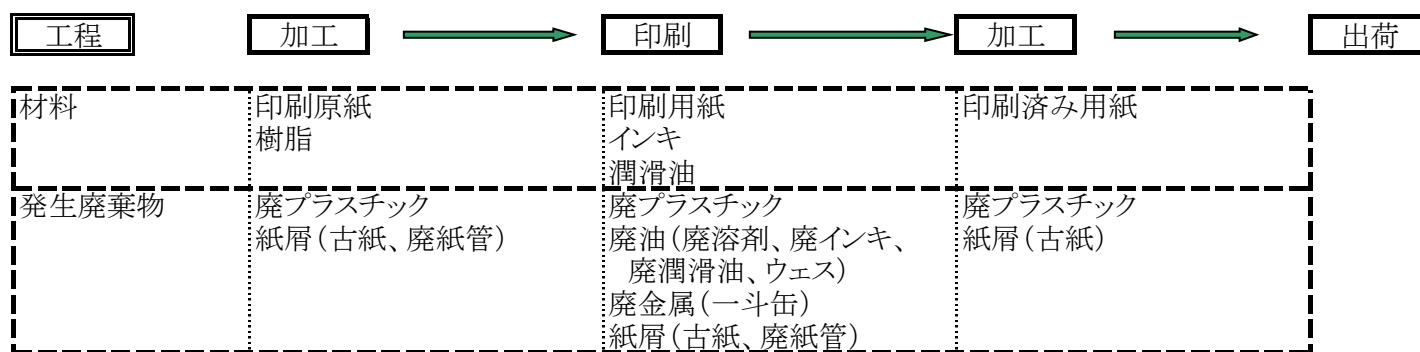 工程 加工 印刷 加工 出荷
材料 印刷原紙 印刷用紙 印刷済み用紙
樹脂 インキ
潤滑油
発生廃棄物 廃プラスチック 廃プラスチック 廃プラスチック
紙屑（古紙、廃紙管） 廃油（廃溶剤、廃インキ、 紙屑（古紙）
廃潤滑油、ウェス）
廃金属（一斗缶）
紙屑（古紙、廃紙管）